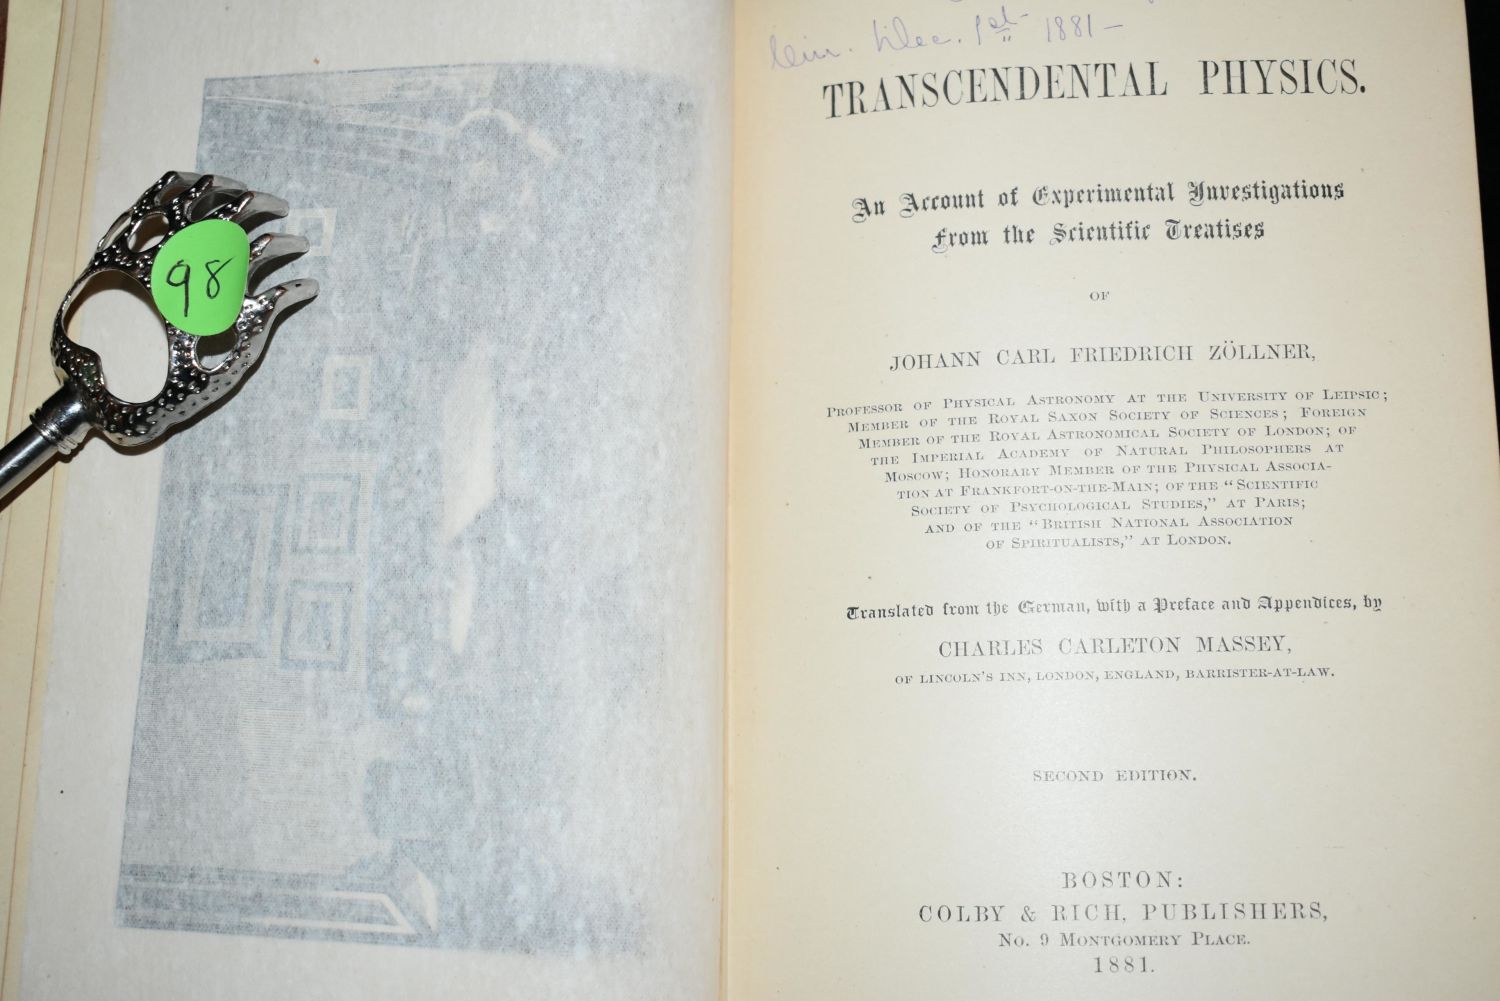 Cin. Dec. 1st 1881 —
TRANSCENDENTAL PHYSICS.
An Account of Experimental Investigations
From the Scientific Treatises
OF
JOHANN CARL FRIEDRICH ZÖLLNER,
PROFESSOR OF PHYSICAL ASTRONOMY AT THE UNIVERSITY OF LEIPSIC;
MEMBER OF THE ROYAL SAXON SOCIETY OF SCIENCES; FOREIGN
MEMBER OF THE ROYAL ASTRONOMICAL SOCIETY OF LONDON; OF
THE IMPERIAL ACADEMY OF NATURAL PHILOSOPHERS AT
MOSCOW; HONORARY MEMBER OF THE PHYSICAL ASSOCIA-
TION AT FRANKFORT-ON-THE-MAIN; OF THE "SCIENTIFIC
SOCIETY OF PSYCHOLOGICAL STUDIES," AT PARIS;
AND OF THE "BRITISH NATIONAL ASSOCIATION
OF SPIRITUALISTS," AT LONDON.
Translated from the German, with a Preface and Appendices, by
CHARLES CARLETON MASSEY,
OF LINCOLN'S INN, LONDON, ENGLAND, BARRISTER-AT-LAW.
SECOND EDITION.
BOSTON:
COLBY & RICH, PUBLISHERS,
No. 9 MONTGOMERY PLACE.
1881.
98